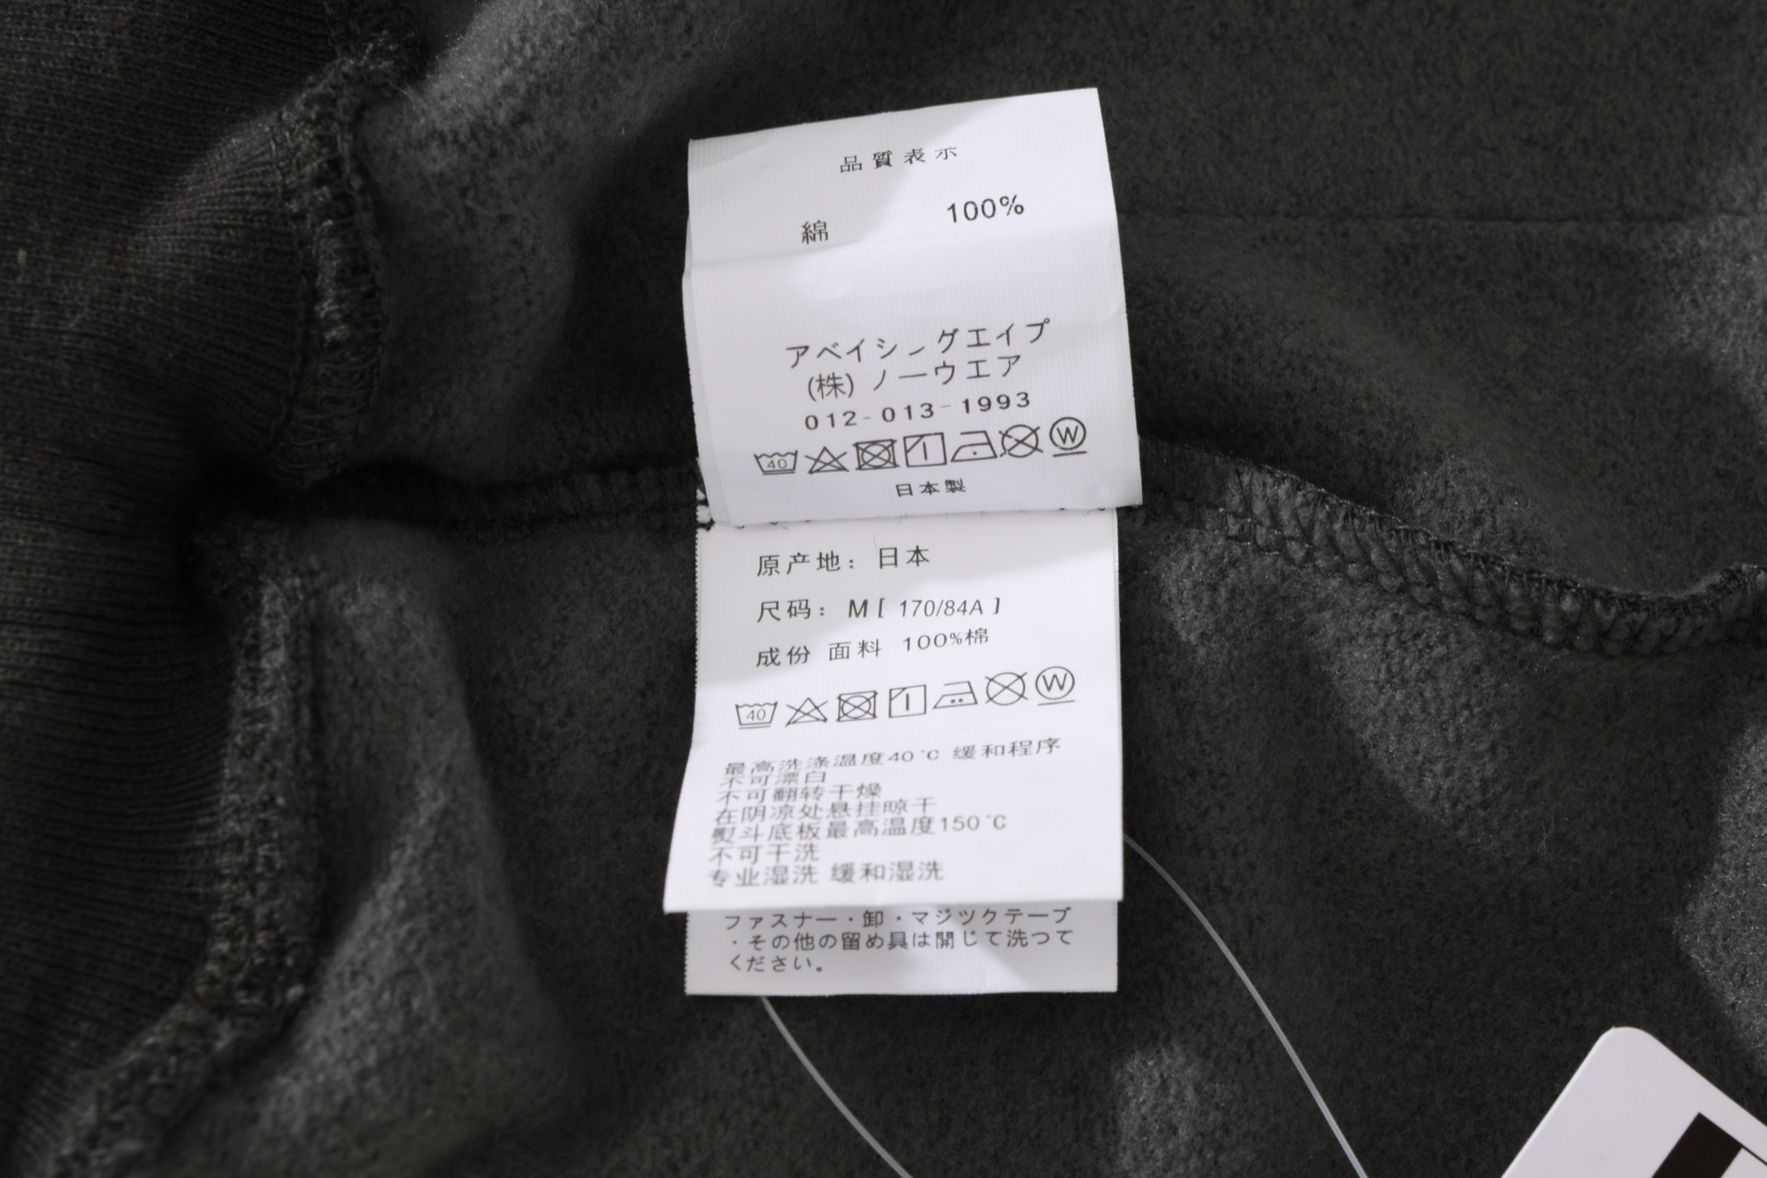 品質表示
綿 100%
アベイシングエイプ
(株) ノーウエア
012-013-1993
40 W
日本製
原产地: 日本
尺码: M [ 170/84A ]
成份 面料 100%棉
40 W
最高洗涤温度40℃ 缓和程序
不可漂白
不可翻转干燥
在阴凉处悬挂晾干
熨斗底板最高温度150℃
不可干洗
专业湿洗 缓和湿洗
ファスナー・卸・マジックテープ
・その他の留め具は開じて洗つて
ください。